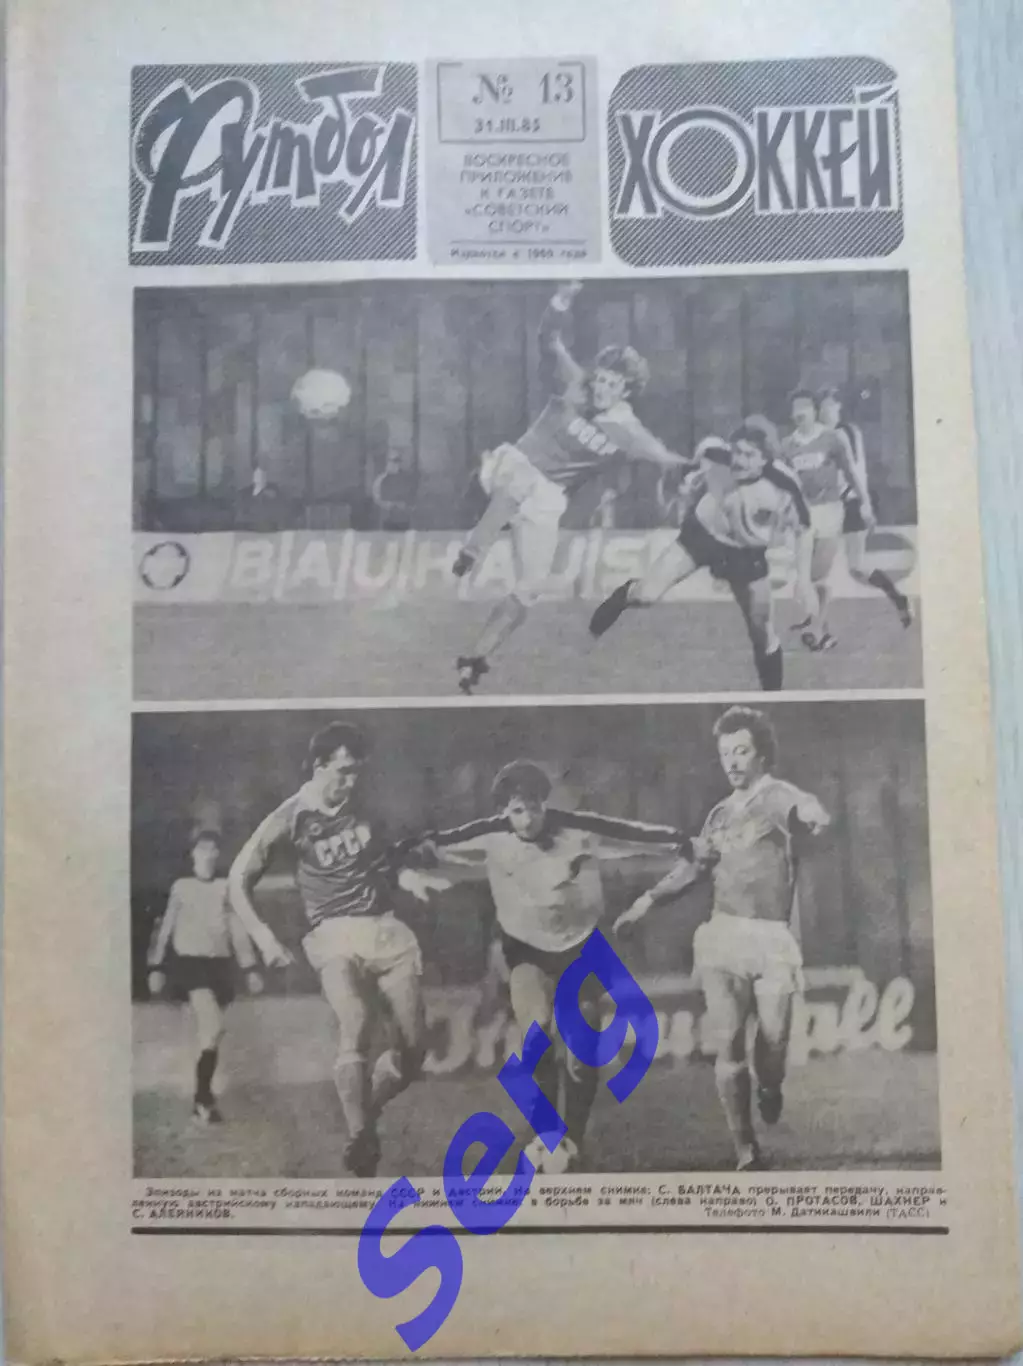 Футбол
№ 13
31.III.85
ВОСКРЕСНОЕ
ПРИЛОЖЕНИЕ
К ГАЗЕТЕ
«СОВЕТСКИЙ
СПОРТ»
Издается с 1960 года
ХОККЕЙ
СССР
СССР
BAUHAUS
СССР
Эпизоды из матча сборных команд СССР и Австрии. На верхнем снимке: С. БАЛТАЧА прерывает передачу, направ-
ленную австрийскому нападающему. На нижнем снимке: в борьбе за мяч (слева направо) О. ПРОТАСОВ, ШАХНЕР и
С. АЛЕЙНИКОВ.
Телефото М. Датикашвили (ТАСС)
Serg